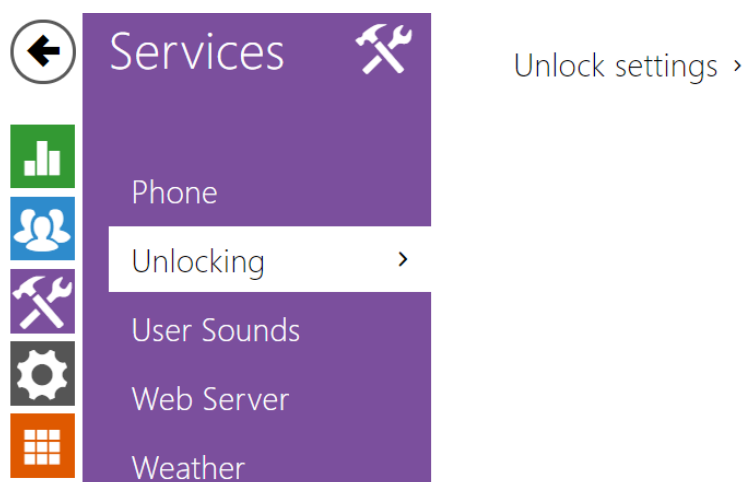 Services
Unlock settings
Phone
Unlocking
User Sounds
Web Server
Weather